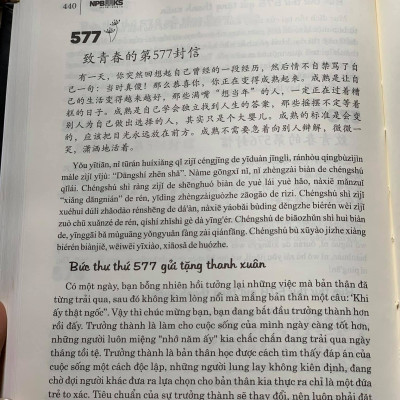 440
NPBOOKS
577
致青春的第577封信
有一天，你突然回想起自己曾经的一段经历，然后情不自禁骂了自
己一句：当时真傻！那么恭喜你，你正在变得成熟起来。成熟是让自
己的生活变得越来越好，那些满嘴“想当年”的人，一定正在过着糟
糕的日子。成熟是自己学会独立找到人生的答案，那些摇摆不定等着
别人为自己做出选择的人，其实只是个大婴儿。成熟的标准是会变
的，应该把目光永远放在前方。成熟不需要急着向别人辩解，微微一
笑，潇洒地活着。
Yǒu yītiān, nǐ tūrán huíxiǎng qǐ zìjǐ céngjīng de yīduàn jīnglì, ránhòu qíngbùzìjīn
màle zìjǐ yījù: “Dāngshí zhēn shǎ”. Nàme gōngxǐ nǐ, nǐ zhèngzài biàn dé chéngshú
qǐlái. Chéngshú shì ràng zìjǐ de shēnghuó biàn de yuè lái yuè hǎo, nàxiē mǎnzuǐ
“xiǎng dāngnián” de rén, yīdìng zhèngzàiguòzhe zāogāo de rìzi. Chéngshú shì zìjǐ
xuéhuì dúlì zhǎodào rénshēng de dá'àn, nàxiē yáobǎi bùdìng děngzhe biérén wèi zìjǐ
zuò chū xuǎnzé de rén, qíshí zhǐshì gè dà yīng'ér. Chéngshú de biāozhǔn shì huì biàn
de, yīnggāi bǎ mùguāng yǒngyuǎn fàng zài qiánfāng. Chéngshú bù xūyào jízhe xiàng
biérén biànjiě, wēiwēi yīxiào, xiāosǎ de huózhe.
Bức thư thứ 577 gửi tặng thanh xuân
Có một ngày, bạn bỗng nhiên hồi tưởng lại những việc mà bản thân đã
từng trải qua, sau đó không kìm lòng nổi mà mắng bản thân một câu: “Khi
ấy thật ngốc”. Vậy thì chúc mừng bạn, bạn đang bắt đầu trưởng thành hơn
rồi đấy. Trưởng thành là làm cho cuộc sống của mình ngày càng tốt hơn,
những người luôn miệng “nhớ năm ấy” kia chắc chắn đang trải qua ngày
tháng tồi tệ. Trưởng thành là bản thân học được cách tìm thấy đáp án của
cuộc sống một cách độc lập, những người lung lay không kiên định, đang
chờ đợi người khác đưa ra lựa chọn cho bản thân kia thực ra chỉ là một đứa
trẻ to xác. Tiêu chuẩn của sự trưởng thành sẽ thay đổi, nên luôn phải đặt